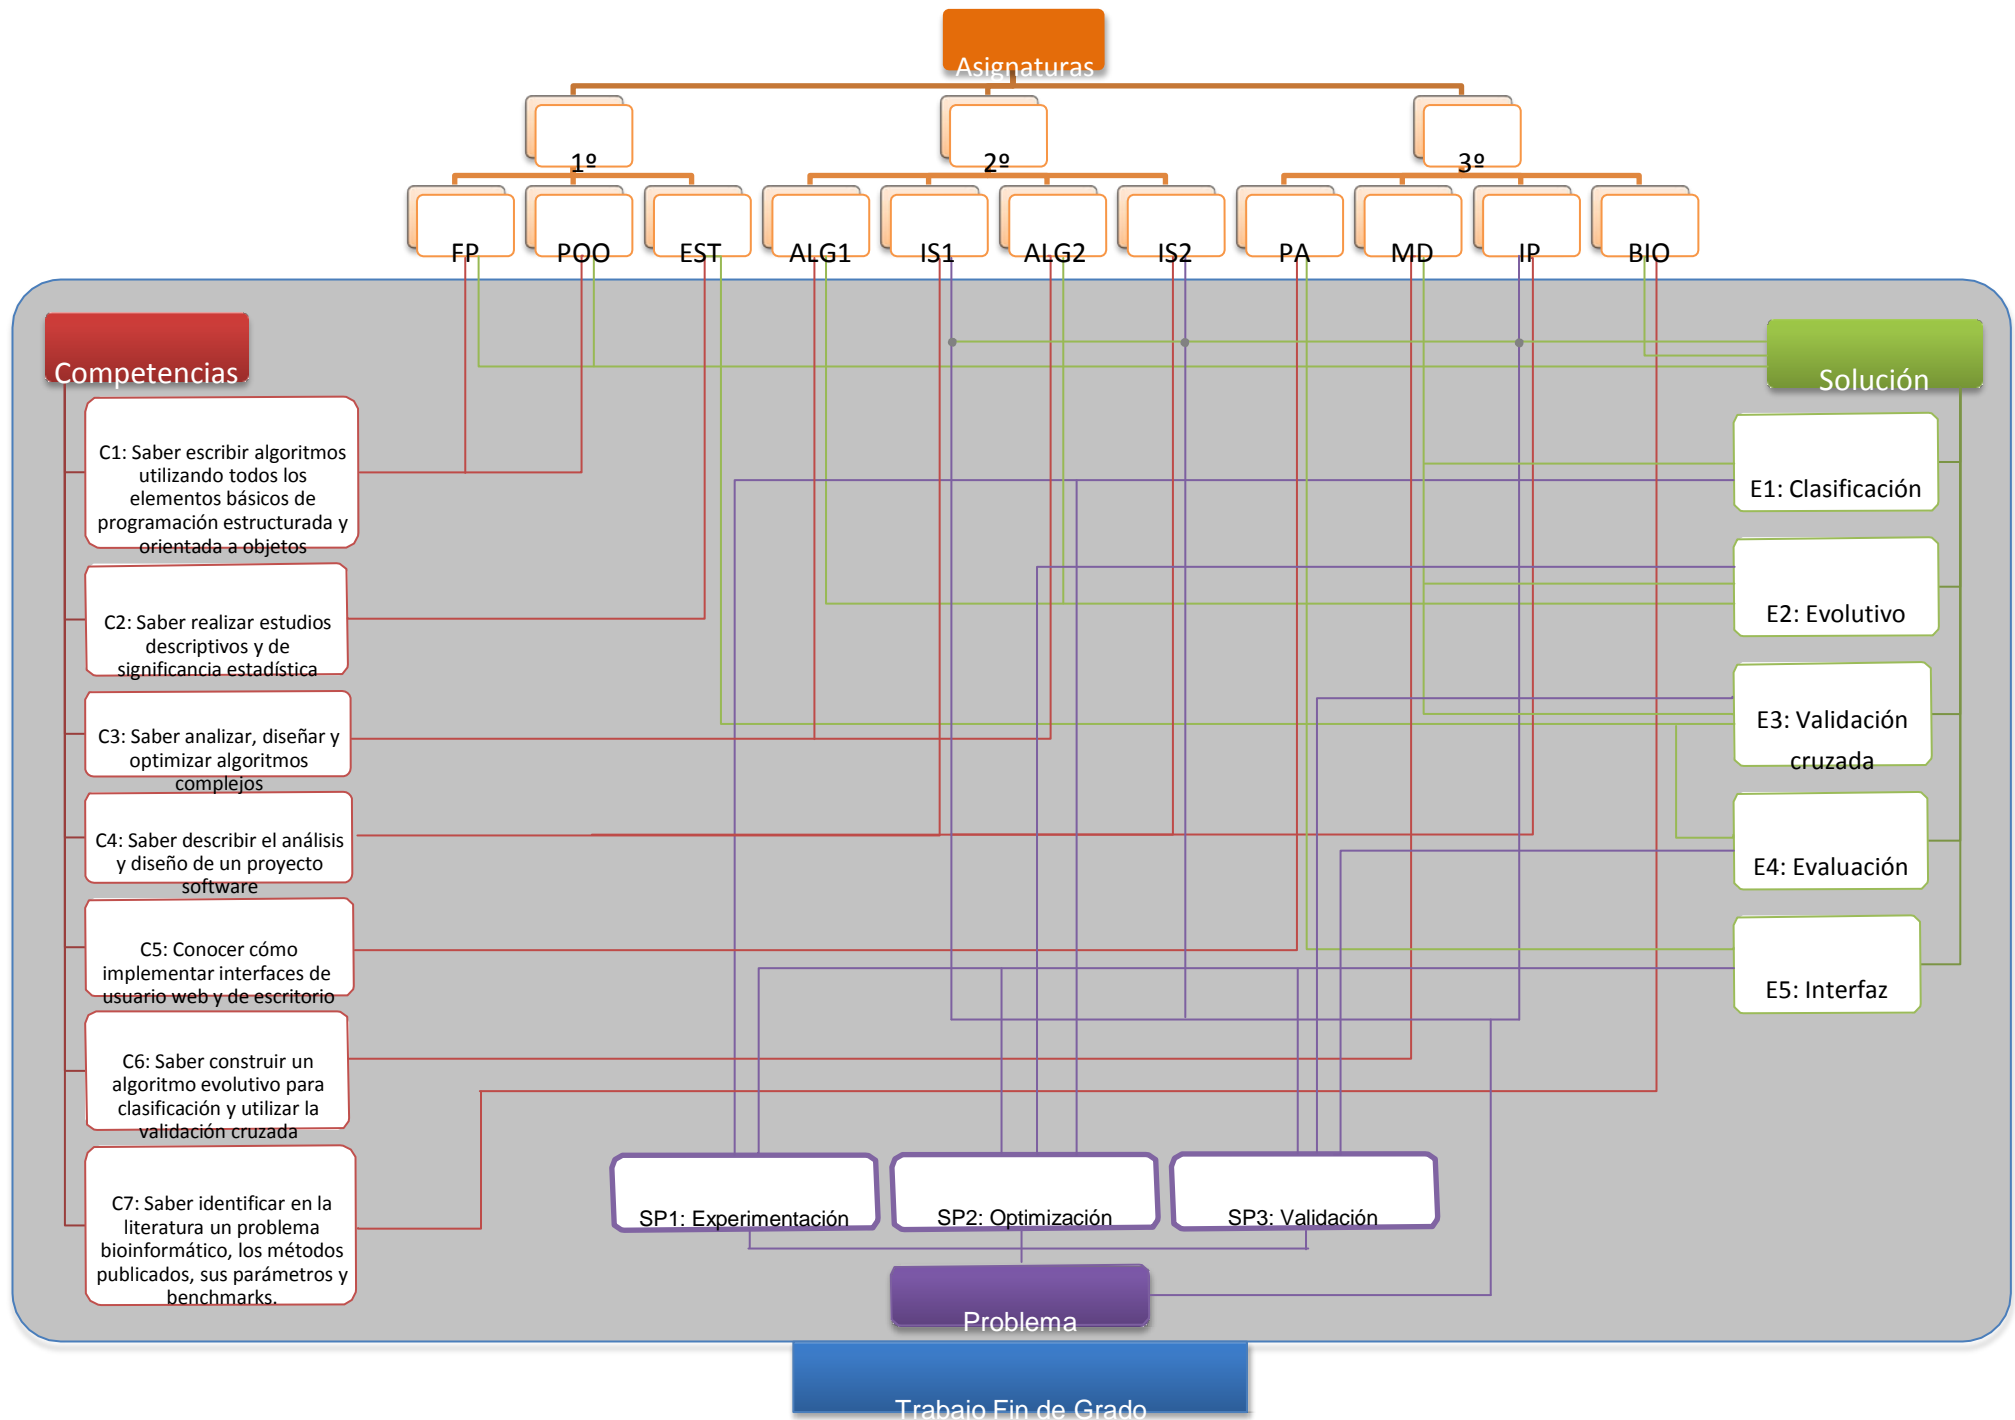 Asignaturas
1º
2º
3º
FP
POO
EST
ALG1
IS1
ALG2
IS2
PA
MD
IP
BIO
Competencias
C1: Saber escribir algoritmos
utilizando todos los
elementos básicos de
programación estructurada y
orientada a objetos
C2: Saber realizar estudios
descriptivos y de
significancia estadística
C3: Saber analizar, diseñar y
optimizar algoritmos
complejos
C4: Saber describir el análisis
y diseño de un proyecto
software
C5: Conocer cómo
implementar interfaces de
usuario web y de escritorio
C6: Saber construir un
algoritmo evolutivo para
clasificación y utilizar la
validación cruzada
C7: Saber identificar en la
literatura un problema
bioinformático, los métodos
publicados, sus parámetros y
benchmarks.
Solución
E1: Clasificación
E2: Evolutivo
E3: Validación
cruzada
E4: Evaluación
E5: Interfaz
SP1: Experimentación
SP2: Optimización
SP3: Validación
Problema
Trabajo Fin de Grado